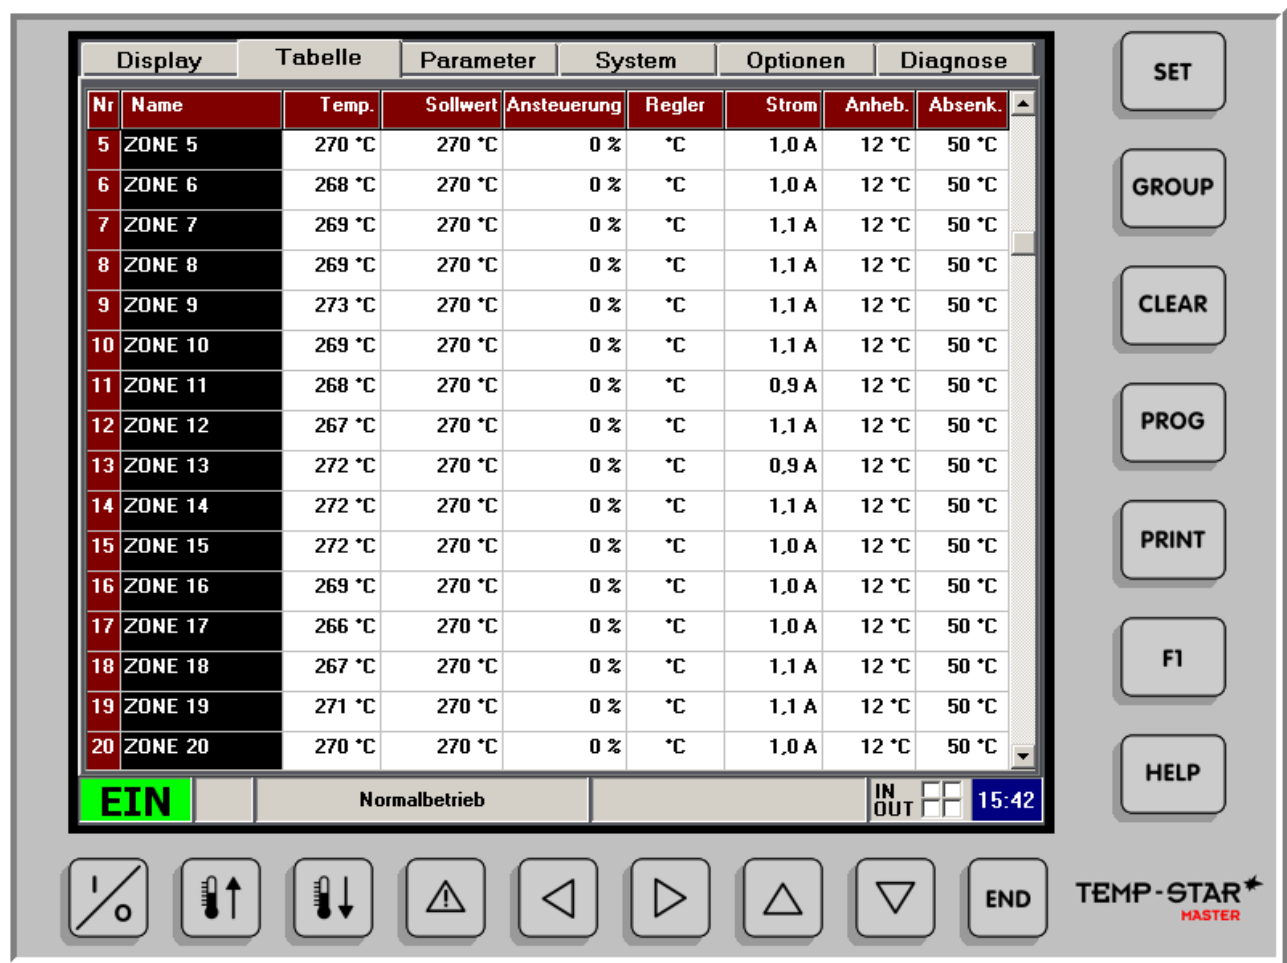 Display Tabelle Parameter System Optionen Diagnose
Nr Name Temp. Sollwert Ansteuerung Regler Strom Anheb. Absenk.
5 ZONE 5 270 °C 270 °C 0 % °C 1,0 A 12 °C 50 °C
6 ZONE 6 268 °C 270 °C 0 % °C 1,0 A 12 °C 50 °C
7 ZONE 7 269 °C 270 °C 0 % °C 1,1 A 12 °C 50 °C
8 ZONE 8 269 °C 270 °C 0 % °C 1,1 A 12 °C 50 °C
9 ZONE 9 273 °C 270 °C 0 % °C 1,1 A 12 °C 50 °C
10 ZONE 10 269 °C 270 °C 0 % °C 1,1 A 12 °C 50 °C
11 ZONE 11 268 °C 270 °C 0 % °C 0,9 A 12 °C 50 °C
12 ZONE 12 267 °C 270 °C 0 % °C 1,1 A 12 °C 50 °C
13 ZONE 13 272 °C 270 °C 0 % °C 0,9 A 12 °C 50 °C
14 ZONE 14 272 °C 270 °C 0 % °C 1,1 A 12 °C 50 °C
15 ZONE 15 272 °C 270 °C 0 % °C 1,0 A 12 °C 50 °C
16 ZONE 16 269 °C 270 °C 0 % °C 1,0 A 12 °C 50 °C
17 ZONE 17 266 °C 270 °C 0 % °C 1,0 A 12 °C 50 °C
18 ZONE 18 267 °C 270 °C 0 % °C 1,1 A 12 °C 50 °C
19 ZONE 19 271 °C 270 °C 0 % °C 1,1 A 12 °C 50 °C
20 ZONE 20 270 °C 270 °C 0 % °C 1,0 A 12 °C 50 °C
EIN Normalbetrieb IN OUT 15:42
SET
GROUP
CLEAR
PROG
PRINT
F1
HELP
I/O
END
TEMP-STAR
MASTER